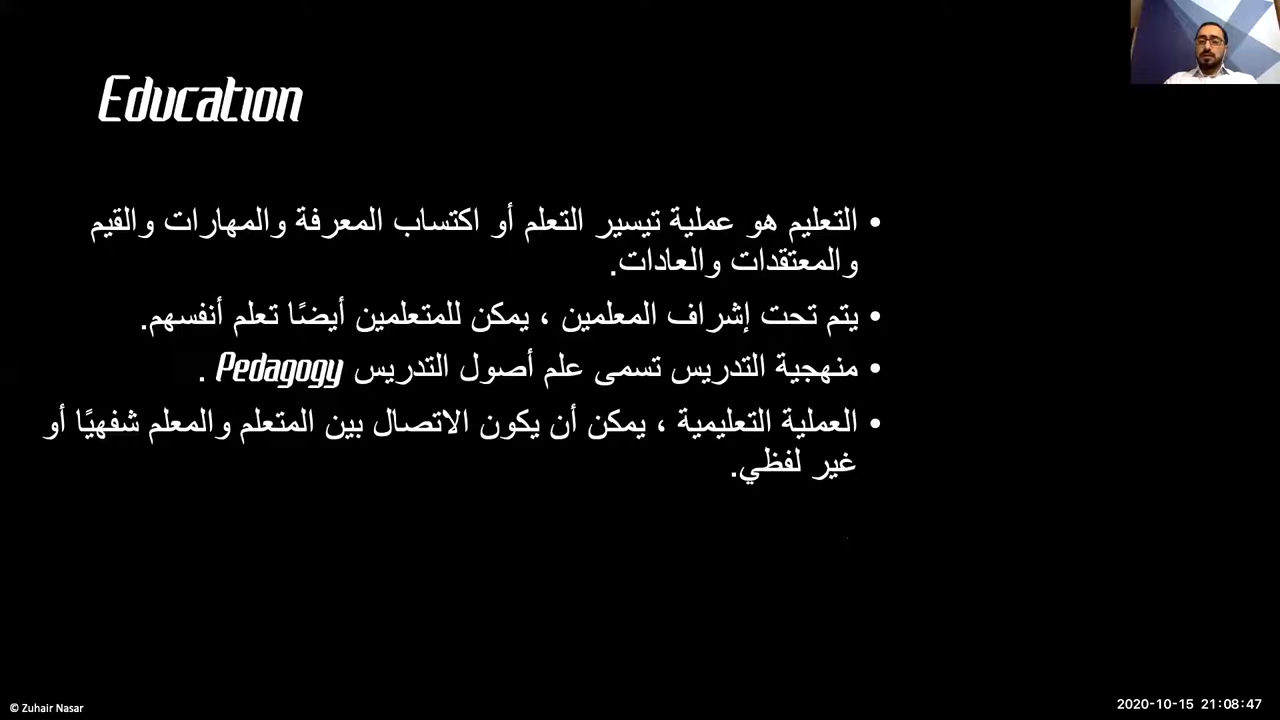 Education
• التعليم هو عملية تيسير التعلم أو اكتساب المعرفة والمهارات والقيم
والمعتقدات والعادات.
• يتم تحت إشراف المعلمين ، يمكن للمتعلمين أيضًا تعلم أنفسهم.
• منهجية التدريس تسمى علم أصول التدريس Pedagogy .
• العملية التعليمية ، يمكن أن يكون الاتصال بين المتعلم والمعلم شفهيًا أو
غير لفظي.
© Zuhair Nasar
2020-10-15 21:08:47